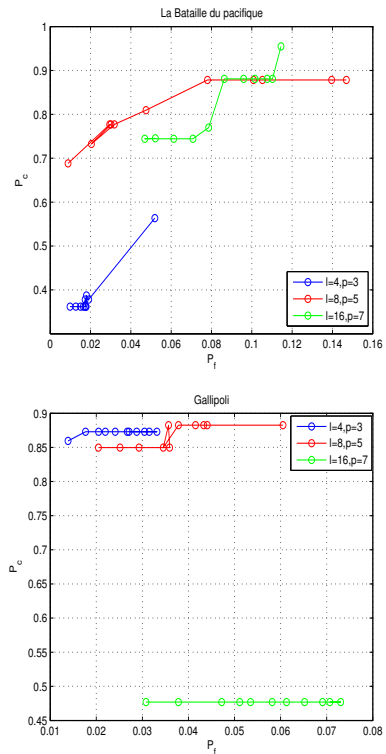 La Bataille du pacifique
1
0.9
0.8
0.7
0.6
0.5
0.4
P_c
0 0.02 0.04 0.06 0.08 0.1 0.12 0.14 0.16
P_f
l=4,p=3
l=8,p=5
l=16,p=7
Gallipoli
0.9
0.85
0.8
0.75
0.7
0.65
0.6
0.55
0.5
0.45
P_c
0.01 0.02 0.03 0.04 0.05 0.06 0.07 0.08
P_f
l=4,p=3
l=8,p=5
l=16,p=7